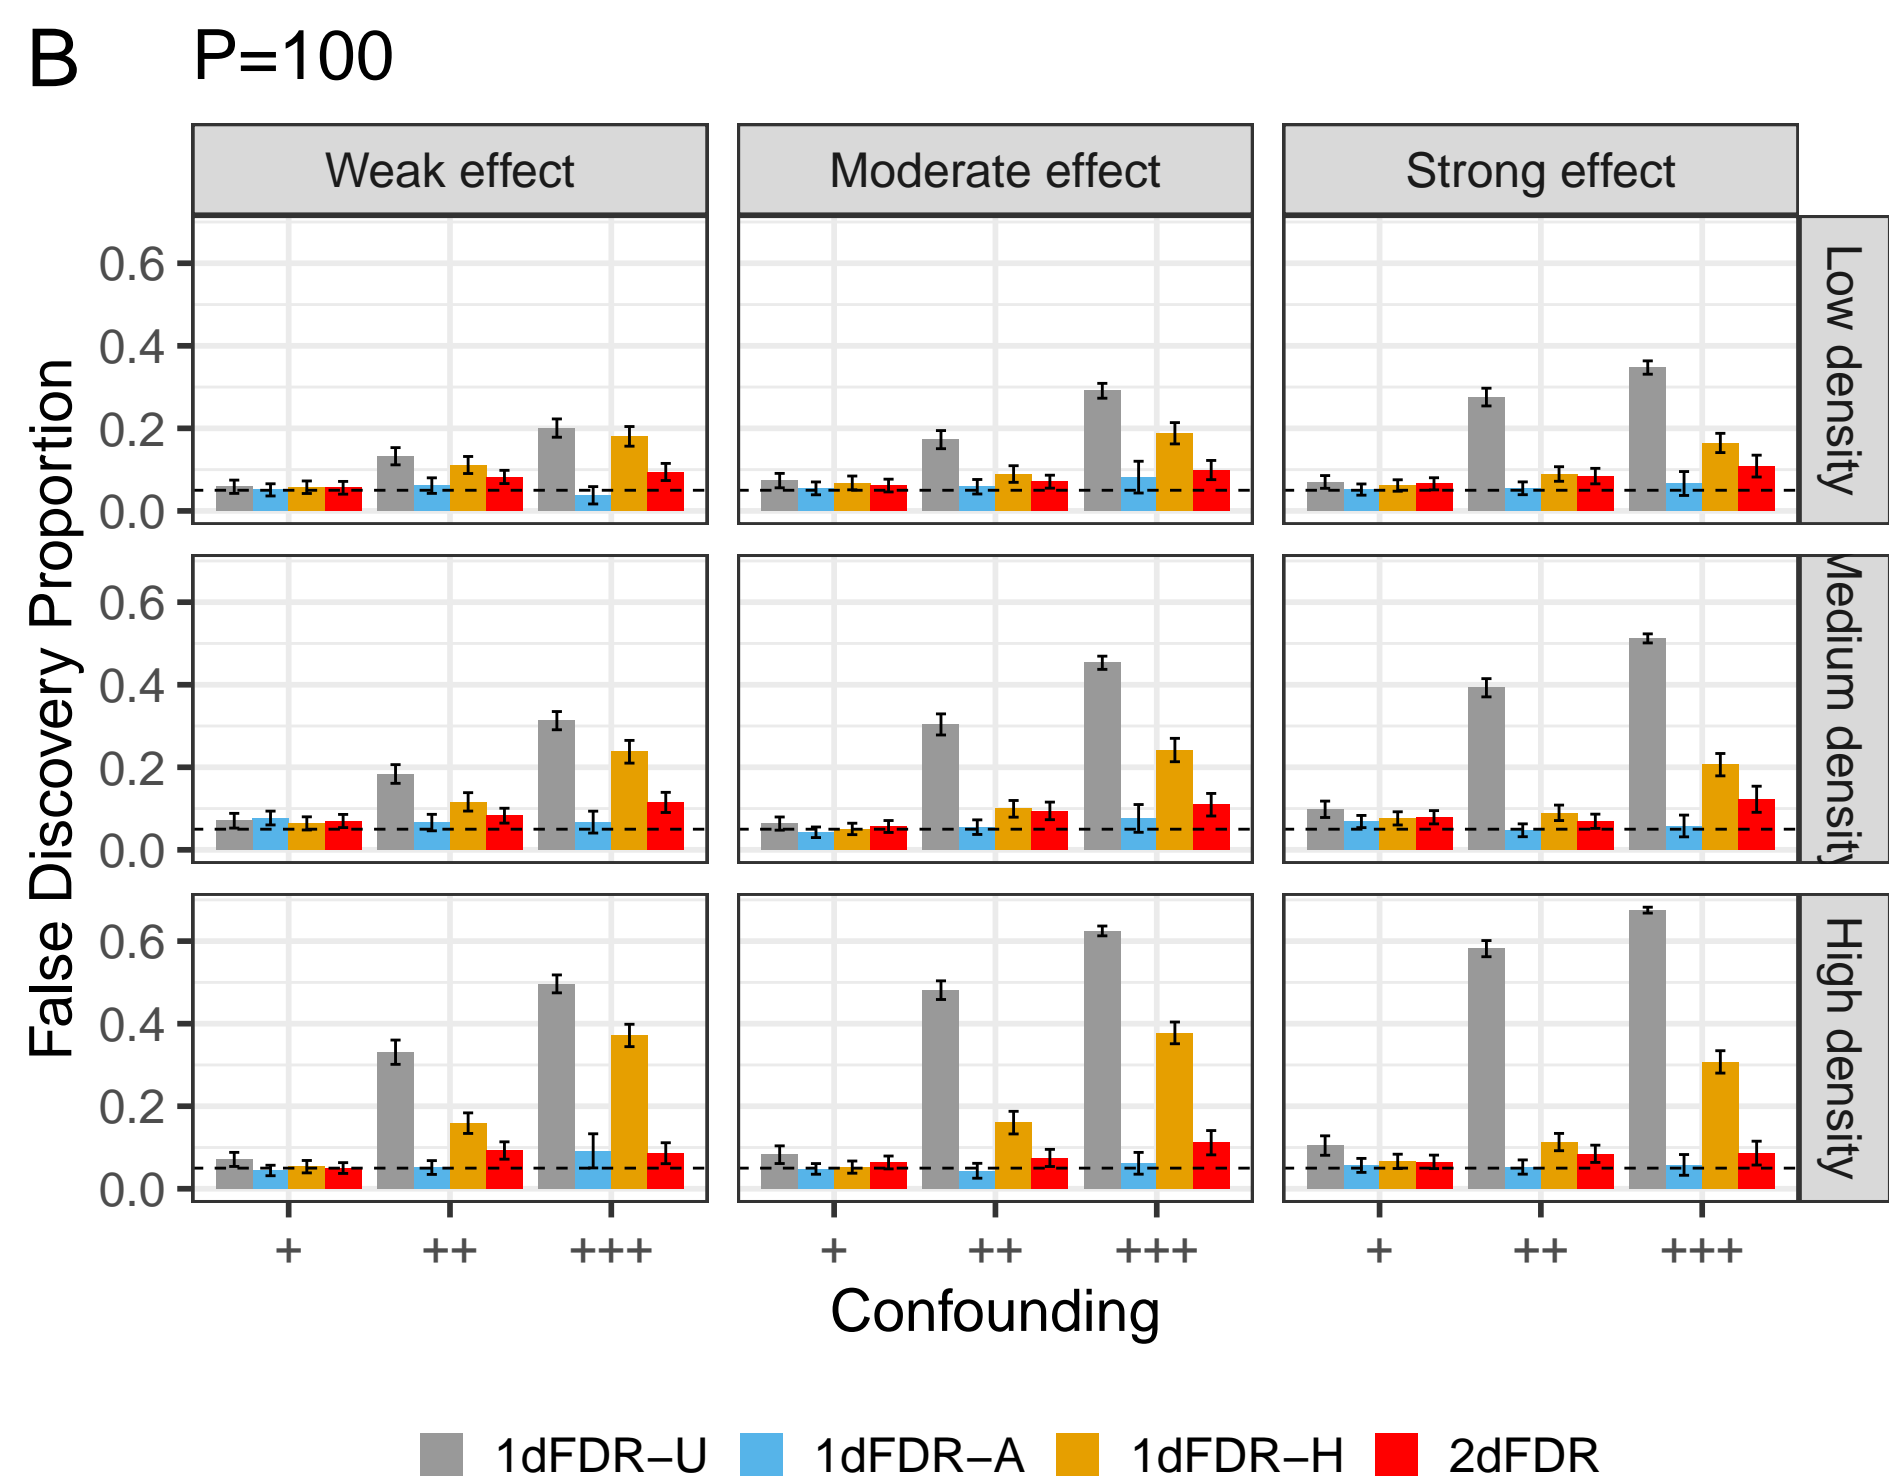 B P=100
Weak effect Moderate effect Strong effect
Low density
0.6
0.4
0.2
0.0
Medium density
0.6
0.4
0.2
0.0
High density
0.6
0.4
0.2
0.0
False Discovery Proportion
+ ++ +++ + ++ +++ + ++ +++
Confounding
1dFDR−U 1dFDR−A 1dFDR−H 2dFDR